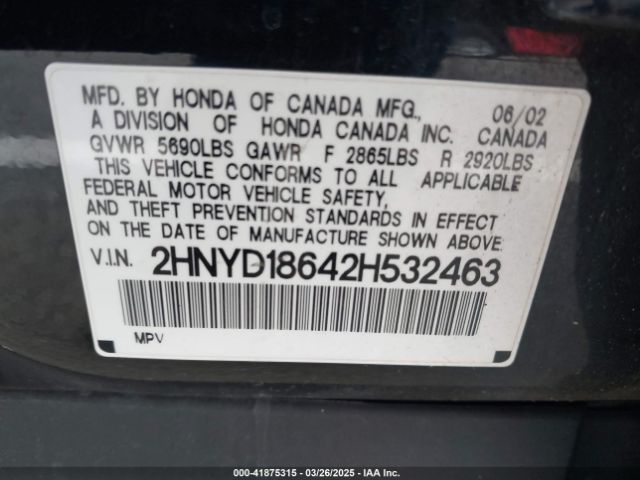 MFD. BY HONDA OF CANADA MFG., 06/02
A DIVISION OF HONDA CANADA INC. CANADA
GVWR 5690LBS GAWR F 2865LBS R 2920LBS
THIS VEHICLE CONFORMS TO ALL APPLICABLE
FEDERAL MOTOR VEHICLE SAFETY,
AND THEFT PREVENTION STANDARDS IN EFFECT
ON THE DATE OF MANUFACTURE SHOWN ABOVE.
V.I.N. 2HNYD18642H532463
MPV
© IAA - 41875315 - 03/26/2025 - IAAI.COM